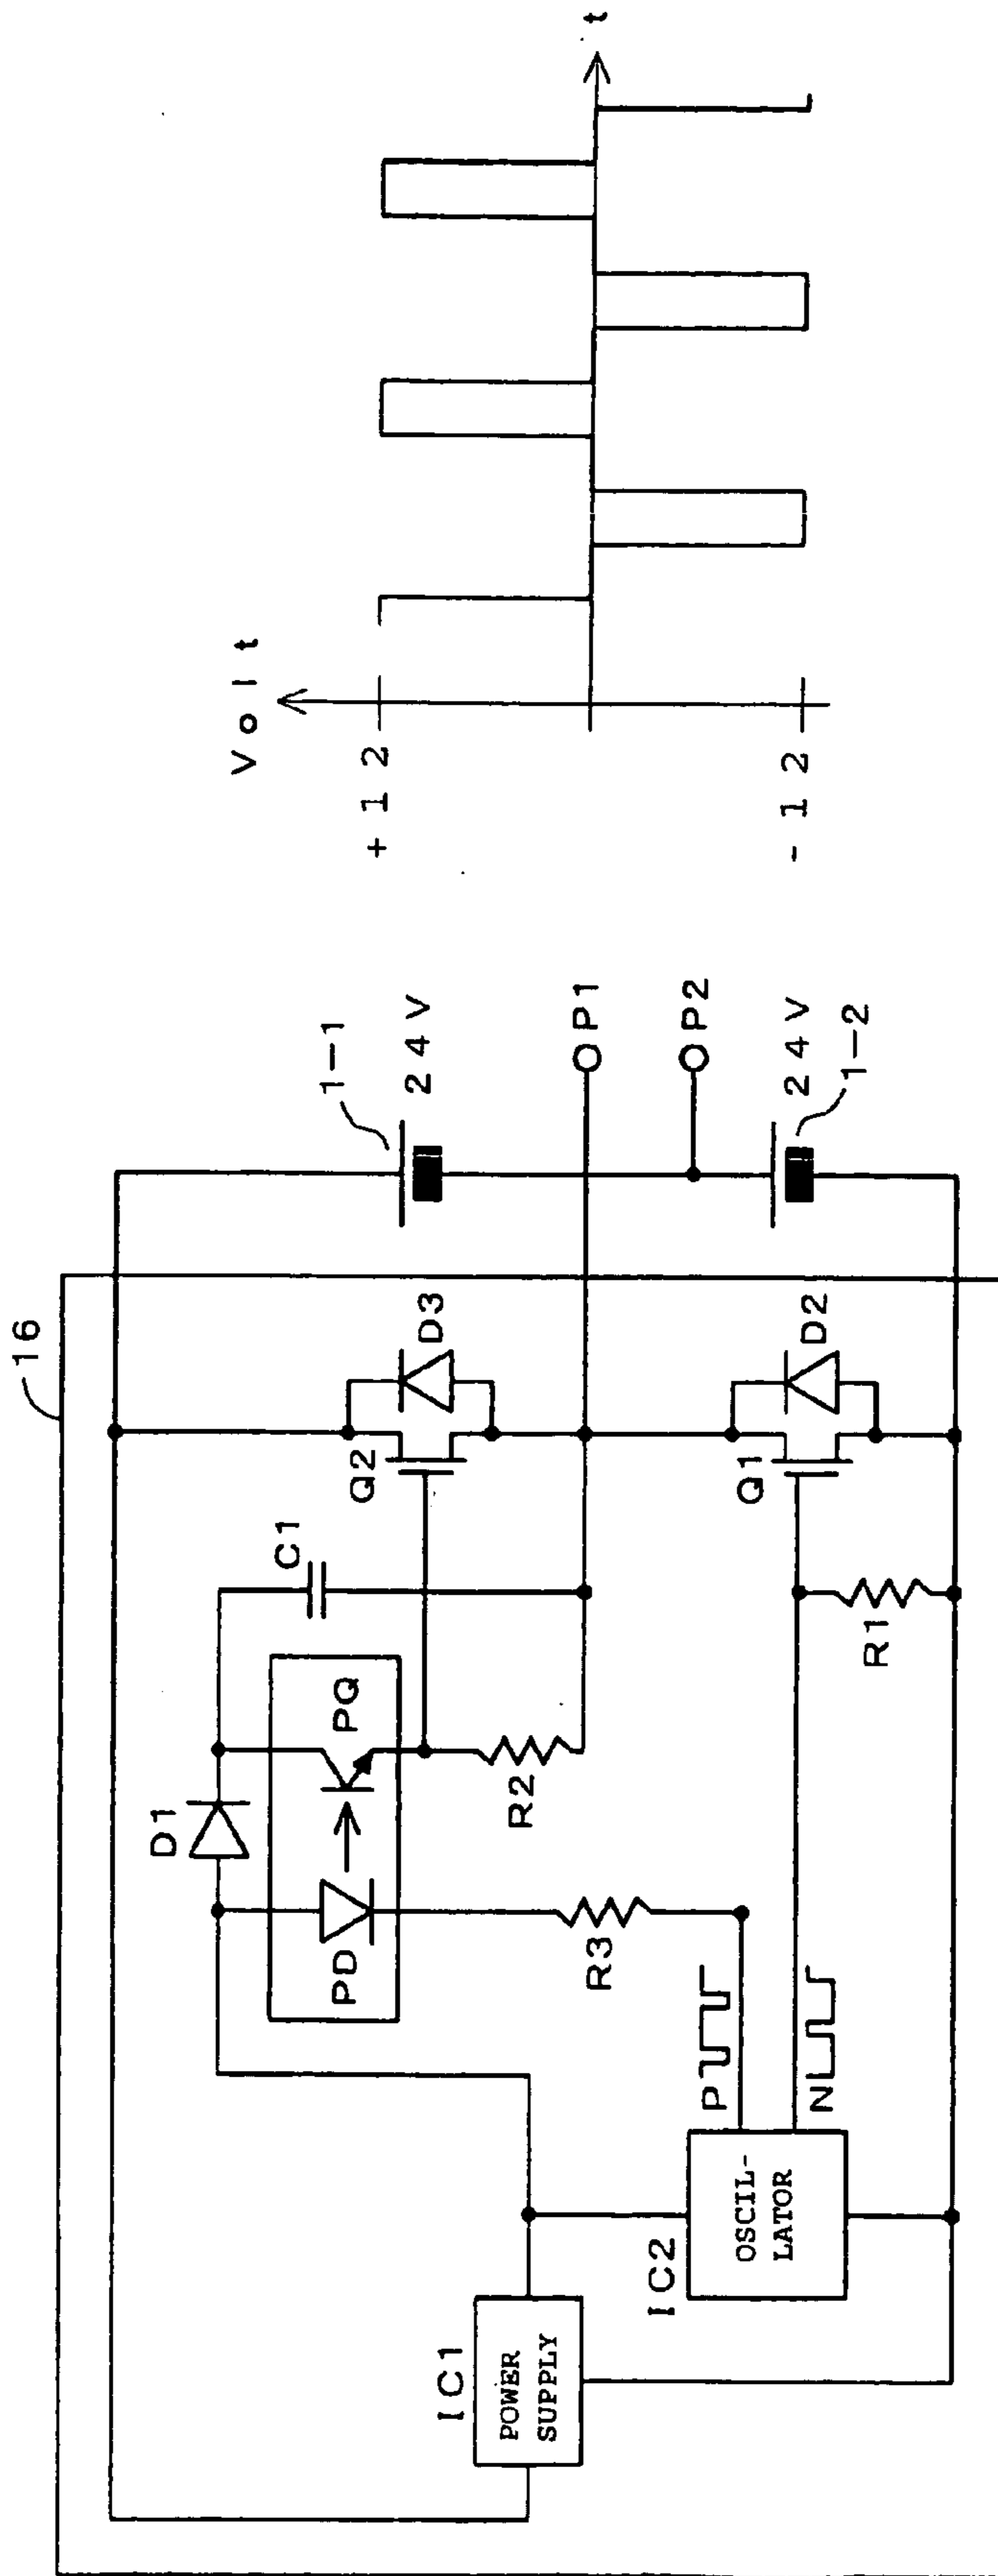 16
IC1
POWER
SUPPLY
IC2
OSCIL-
LATOR
P
N
D1
PD
PQ
R3
R2
C1
R1
Q2
D3
Q1
D2
1-1
24V
P1
P2
24V
1-2
Volt
+12
-12
t